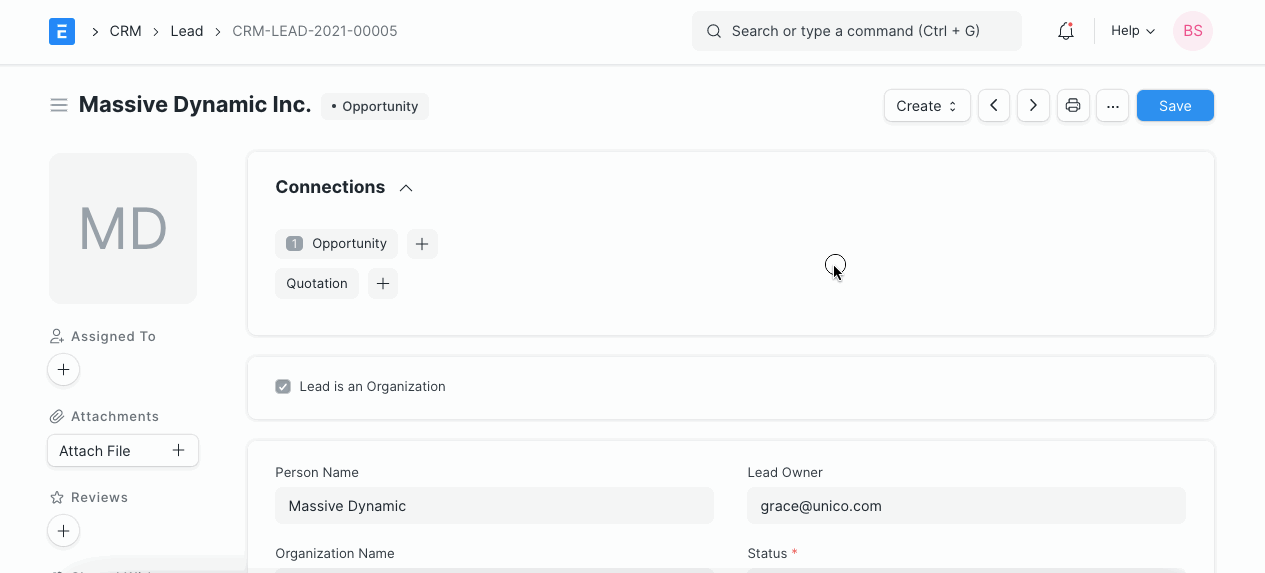 E CRM Lead CRM-LEAD-2021-00005 Search or type a command (Ctrl + G) Help BS
Massive Dynamic Inc. • Opportunity Create ... Save
MD
Connections
1 Opportunity
Quotation
Assigned To
Lead is an Organization
Attachments
Attach File
Person Name Lead Owner
Massive Dynamic grace@unico.com
Reviews
Organization Name Status *